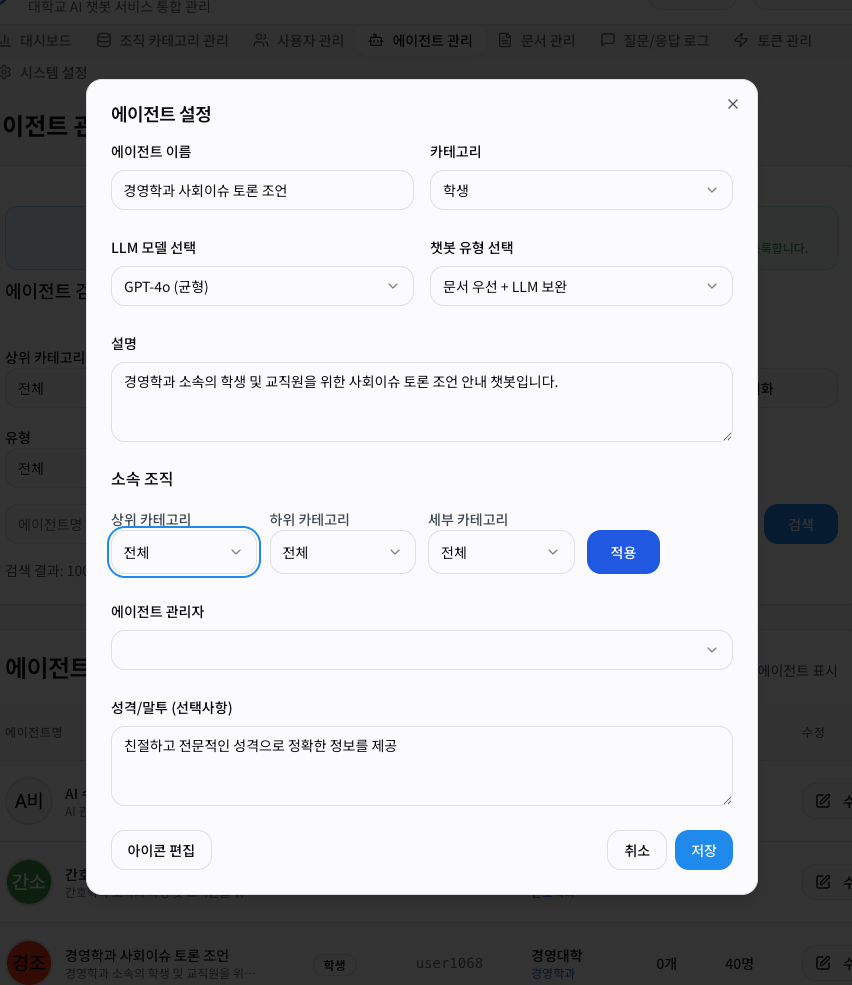 대학교 AI 챗봇 서비스 통합 관리
대시보드 조직 카테고리 관리 사용자 관리 에이전트 관리 문서 관리 질문/응답 로그 토큰 관리
시스템 설정
에이전트 설정
에이전트 이름 카테고리
경영학과 사회이슈 토론 조언 학생
LLM 모델 선택 챗봇 유형 선택
GPT-4o (균형) 문서 우선 + LLM 보완
설명
경영학과 소속의 학생 및 교직원을 위한 사회이슈 토론 조언 안내 챗봇입니다.
소속 조직
상위 카테고리 하위 카테고리 세부 카테고리
전체 전체 전체 적용
에이전트 관리자
성격/말투 (선택사항)
친절하고 전문적인 성격으로 정확한 정보를 제공
아이콘 편집 취소 저장
이전트
록합니다.
에이전트
상위 카테고리
전체 화
유형
전체
에이전트명 검색
검색 결과:
에이전트 에이전트 표시
에이전트명 수정
A비 AI
간소
경조 경영학과 사회이슈 토론 조언 학생 user1068 경영대학 0개 40명
경영학과 소속의 학생 및 교직원을 위… 경영학과